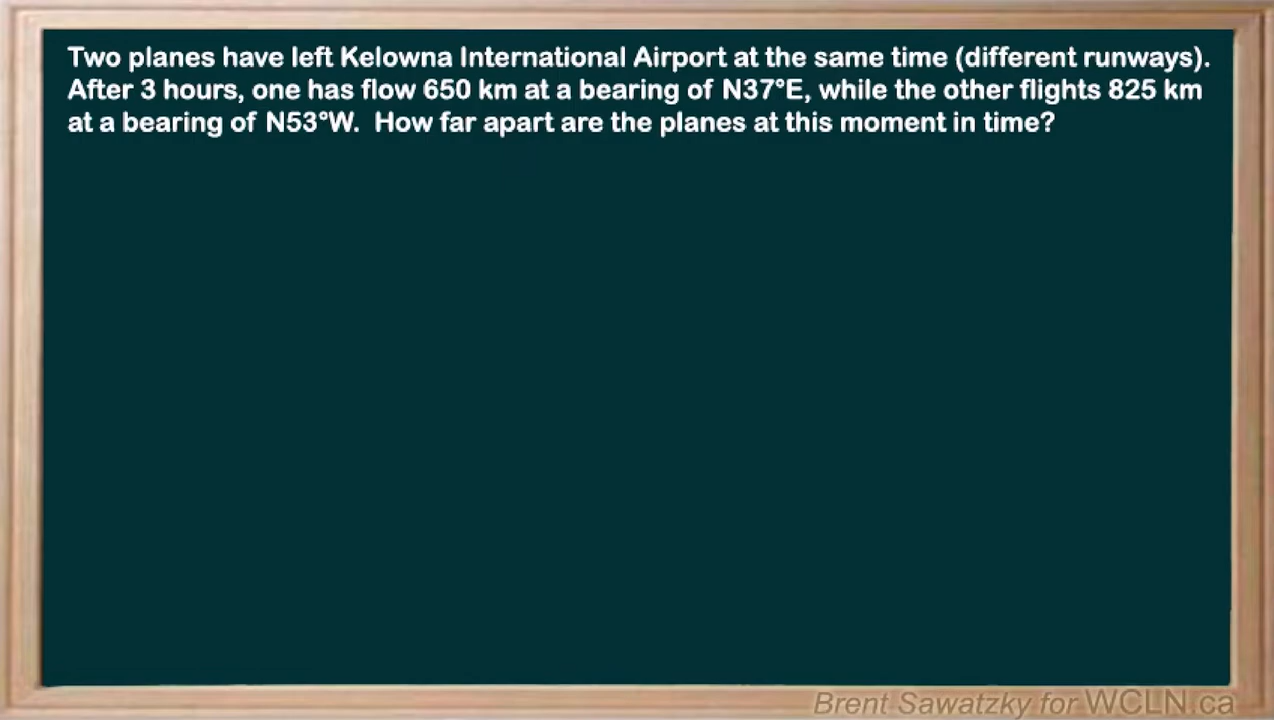 Two planes have left Kelowna International Airport at the same time (different runways).
After 3 hours, one has flow 650 km at a bearing of N37°E, while the other flights 825 km
at a bearing of N53°W. How far apart are the planes at this moment in time?
Brent Sawatzky for WCLN.ca